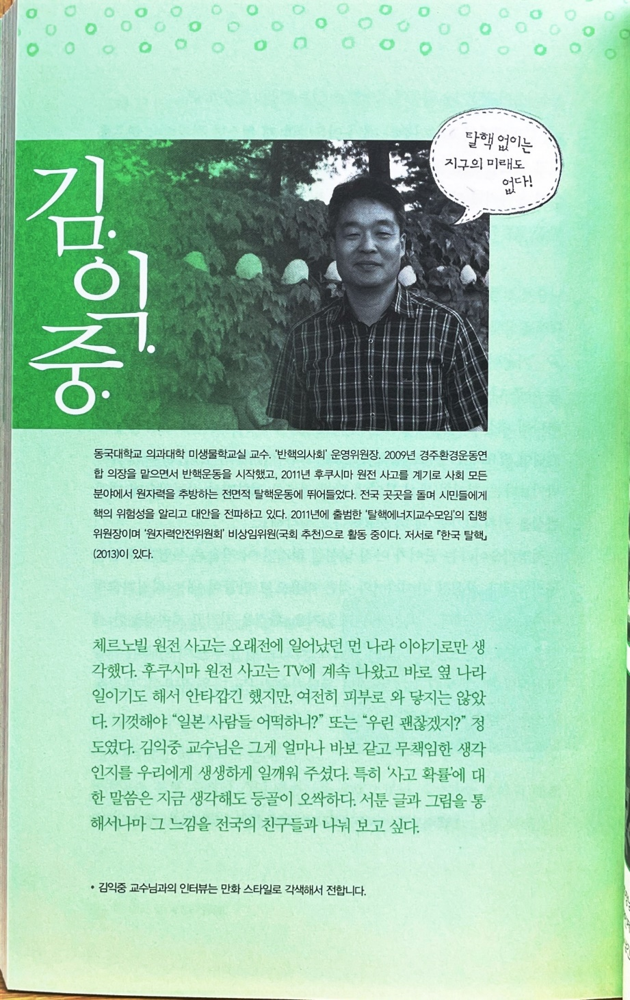 탈핵 없이는
지구의 미래도
없다!
김익중
동국대학교 의과대학 미생물학교실 교수. ‘반핵의사회’ 운영위원장. 2009년 경주환경운동연
합 의장을 맡으면서 반핵운동을 시작했고, 2011년 후쿠시마 원전 사고를 계기로 사회 모든
분야에서 원자력을 추방하는 전면적 탈핵운동에 뛰어들었다. 전국 곳곳을 돌며 시민들에게
핵의 위험성을 알리고 대안을 전파하고 있다. 2011년에 출범한 ‘탈핵에너지교수모임’의 집행
위원장이며 ‘원자력안전위원회’ 비상임위원(국회 추천)으로 활동 중이다. 저서로 『한국 탈핵』
(2013)이 있다.
체르노빌 원전 사고는 오래전에 일어났던 먼 나라 이야기로만 생
각했다. 후쿠시마 원전 사고는 TV에 계속 나왔고 바로 옆 나라
일이기도 해서 안타깝긴 했지만, 여전히 피부로 와 닿지는 않았
다. 기껏해야 “일본 사람들 어떡하니?” 또는 “우린 괜찮겠지?” 정
도였다. 김익중 교수님은 그게 얼마나 바보 같고 무책임한 생각
인지를 우리에게 생생하게 일깨워 주셨다. 특히 ‘사고 확률’에 대
한 말씀은 지금 생각해도 등골이 오싹하다. 서툰 글과 그림을 통
해서나마 그 느낌을 전국의 친구들과 나눠 보고 싶다.
• 김익중 교수님과의 인터뷰는 만화 스타일로 각색해서 전합니다.